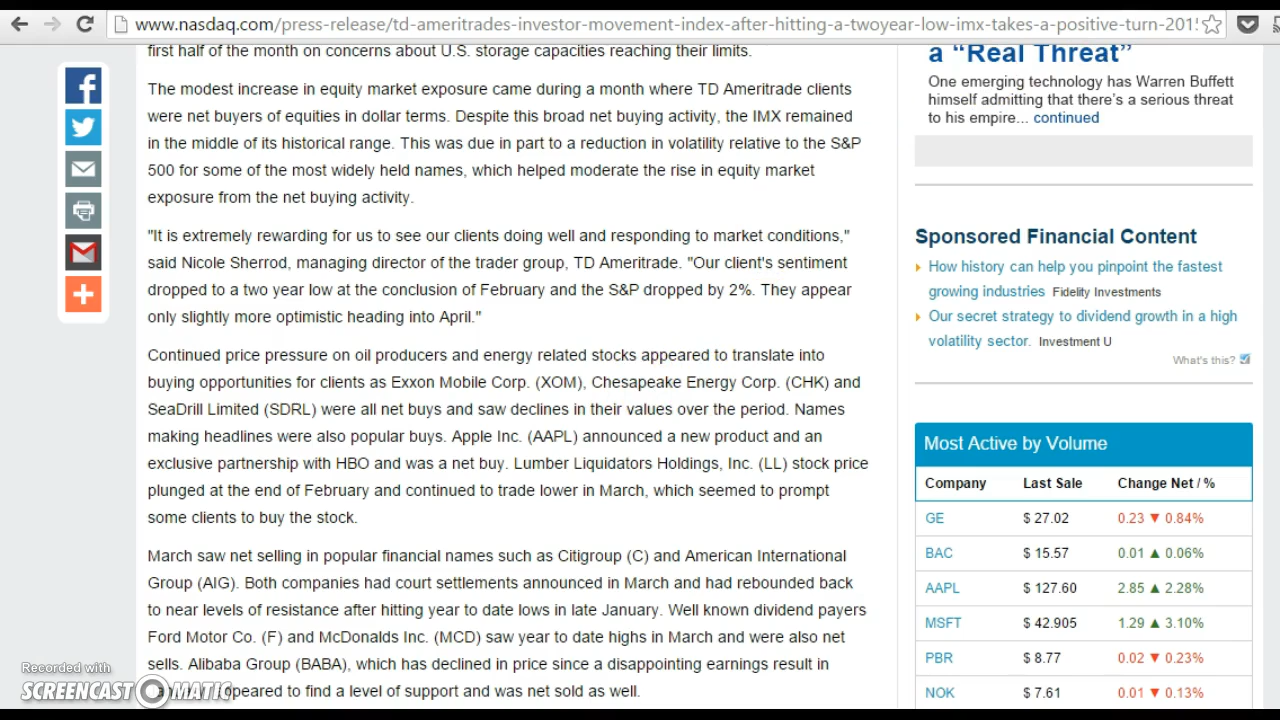 www.nasdaq.com/press-release/td-ameritrades-investor-movement-index-after-hitting-a-twoyear-low-imx-takes-a-positive-turn-201
first half of the month on concerns about U.S. storage capacities reaching their limits.
The modest increase in equity market exposure came during a month where TD Ameritrade clients
were net buyers of equities in dollar terms. Despite this broad net buying activity, the IMX remained
in the middle of its historical range. This was due in part to a reduction in volatility relative to the S&P
500 for some of the most widely held names, which helped moderate the rise in equity market
exposure from the net buying activity.
"It is extremely rewarding for us to see our clients doing well and responding to market conditions,"
said Nicole Sherrod, managing director of the trader group, TD Ameritrade. "Our client's sentiment
dropped to a two year low at the conclusion of February and the S&P dropped by 2%. They appear
only slightly more optimistic heading into April."
Continued price pressure on oil producers and energy related stocks appeared to translate into
buying opportunities for clients as Exxon Mobile Corp. (XOM), Chesapeake Energy Corp. (CHK) and
SeaDrill Limited (SDRL) were all net buys and saw declines in their values over the period. Names
making headlines were also popular buys. Apple Inc. (AAPL) announced a new product and an
exclusive partnership with HBO and was a net buy. Lumber Liquidators Holdings, Inc. (LL) stock price
plunged at the end of February and continued to trade lower in March, which seemed to prompt
some clients to buy the stock.
March saw net selling in popular financial names such as Citigroup (C) and American International
Group (AIG). Both companies had court settlements announced in March and had rebounded back
to near levels of resistance after hitting year to date lows in late January. Well known dividend payers
Ford Motor Co. (F) and McDonalds Inc. (MCD) saw year to date highs in March and were also net
sells. Alibaba Group (BABA), which has declined in price since a disappointing earnings result in
appeared to find a level of support and was net sold as well.
Recorded with
SCREENCAST MATIC
a “Real Threat”
One emerging technology has Warren Buffett
himself admitting that there’s a serious threat
to his empire... continued
Sponsored Financial Content
How history can help you pinpoint the fastest
growing industries Fidelity Investments
Our secret strategy to dividend growth in a high
volatility sector. Investment U
What's this?
Most Active by Volume
Company Last Sale Change Net / %
GE $ 27.02 0.23 ▼ 0.84%
BAC $ 15.57 0.01 ▲ 0.06%
AAPL $ 127.60 2.85 ▲ 2.28%
MSFT $ 42.905 1.29 ▲ 3.10%
PBR $ 8.77 0.02 ▼ 0.23%
NOK $ 7.61 0.01 ▼ 0.13%